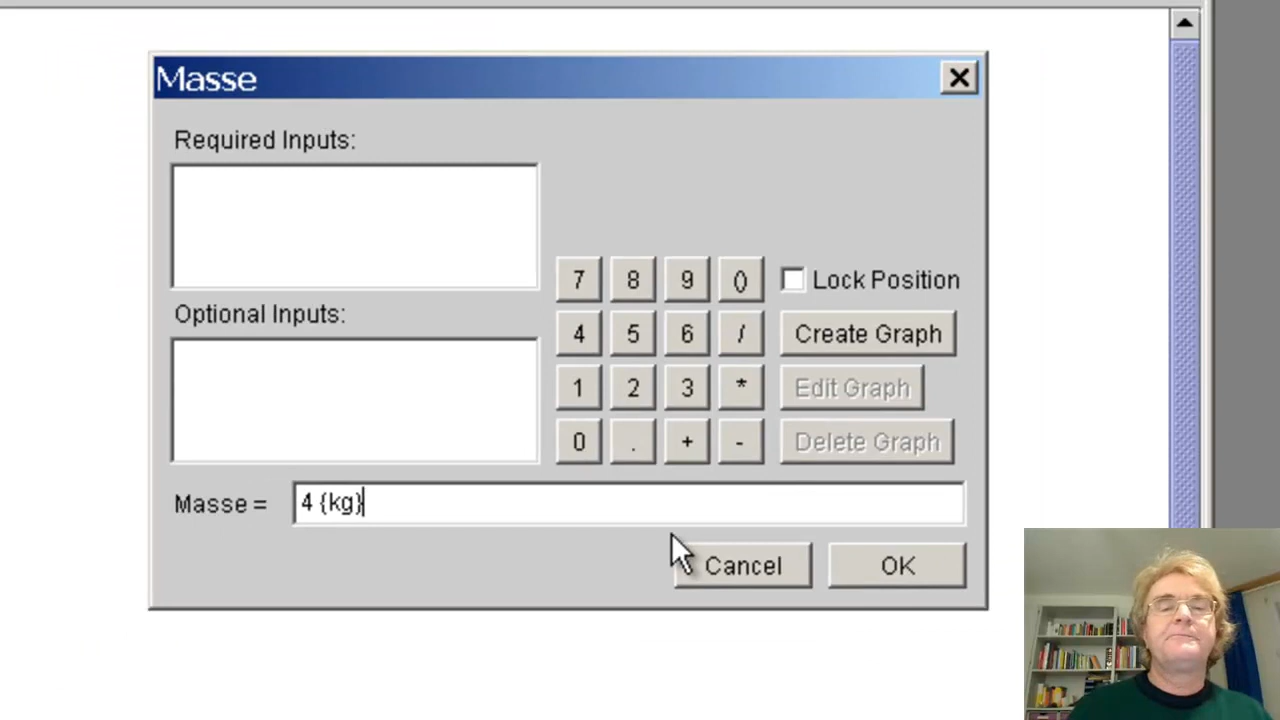 Masse
Required Inputs:
7 8 9 () Lock Position
Optional Inputs:
4 5 6 / Create Graph
1 2 3 * Edit Graph
0 . + - Delete Graph
Masse = 4 {kg}
Cancel OK